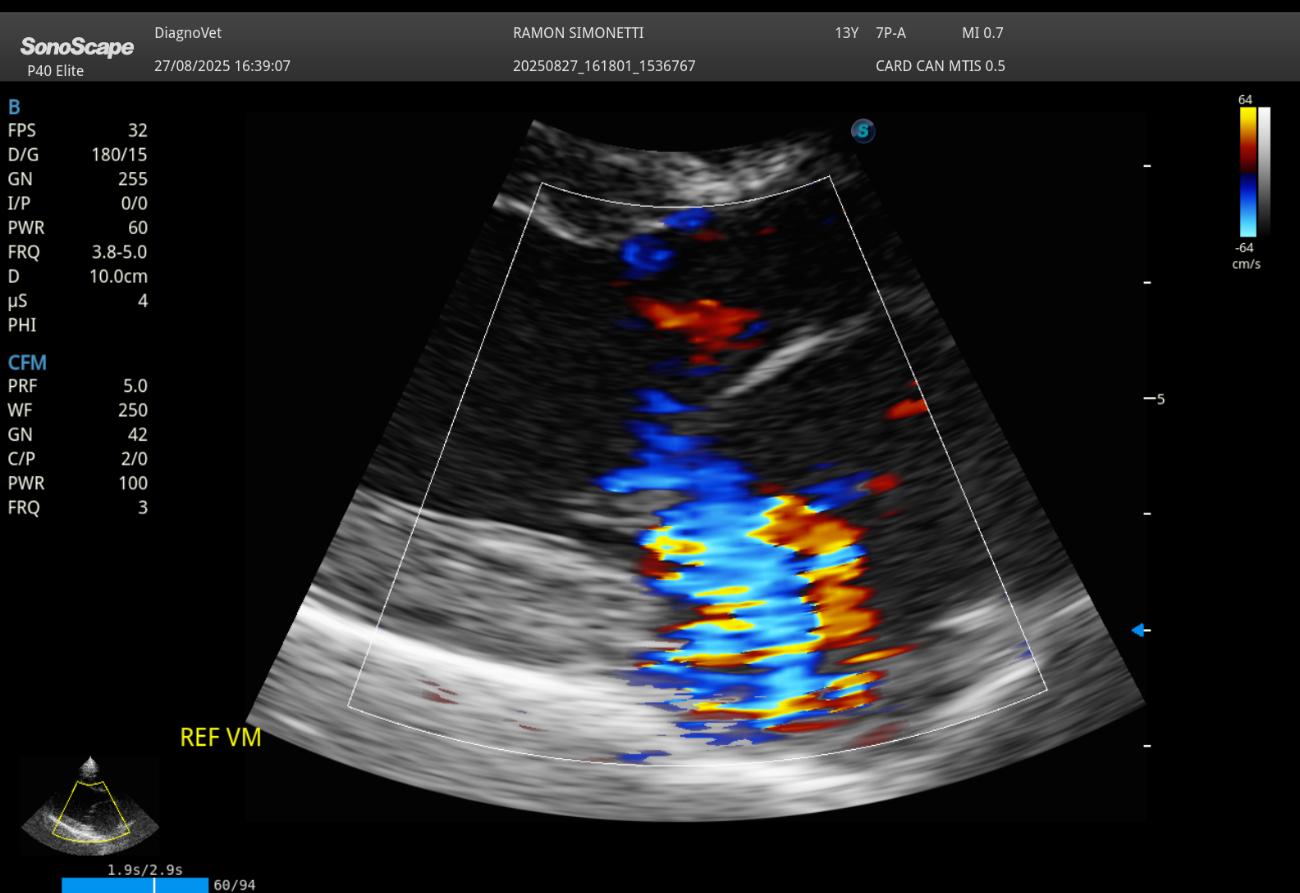 SonoScape
P40 Elite
DiagnoVet
27/08/2025 16:39:07
RAMON SIMONETTI
20250827_161801_1536767
13Y 7P-A MI 0.7
CARD CAN MTIS 0.5
B
FPS 32
D/G 180/15
GN 255
I/P 0/0
PWR 60
FRQ 3.8-5.0
D 10.0cm
µS 4
PHI
CFM
PRF 5.0
WF 250
GN 42
C/P 2/0
PWR 100
FRQ 3
S
64
-64
cm/s
5
REF VM
1.9s/2.9s
60/94